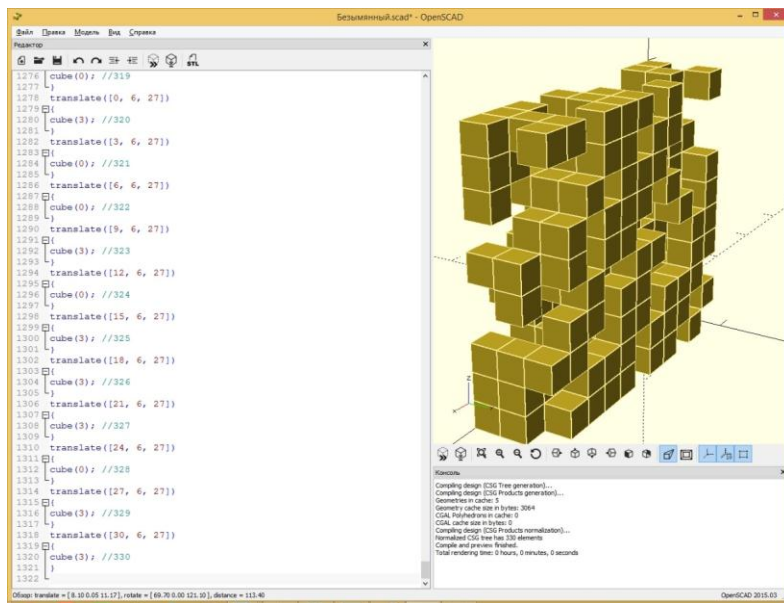 Безымянный.scad* - OpenSCAD
Файл Правка Модель Вид Справка
Редактор
STL
1276 cube(0); //319
1277 }
1278 translate([0, 6, 27])
1279 {
1280 cube(3); //320
1281 }
1282 translate([3, 6, 27])
1283 {
1284 cube(0); //321
1285 }
1286 translate([6, 6, 27])
1287 {
1288 cube(0); //322
1289 }
1290 translate([9, 6, 27])
1291 {
1292 cube(3); //323
1293 }
1294 translate([12, 6, 27])
1295 {
1296 cube(0); //324
1297 }
1298 translate([15, 6, 27])
1299 {
1300 cube(3); //325
1301 }
1302 translate([18, 6, 27])
1303 {
1304 cube(3); //326
1305 }
1306 translate([21, 6, 27])
1307 {
1308 cube(3); //327
1309 }
1310 translate([24, 6, 27])
1311 {
1312 cube(0); //328
1313 }
1314 translate([27, 6, 27])
1315 {
1316 cube(3); //329
1317 }
1318 translate([30, 6, 27])
1319 {
1320 cube(3); //330
1321 }
1322
Консоль
Compiling design (CSG Tree generation)...
Compiling design (CSG Products generation)...
Geometries in cache: 5
Geometry cache size in bytes: 3064
CGAL Polyhedrons in cache: 0
CGAL cache size in bytes: 0
Compiling design (CSG Products normalization)...
Normalized CSG tree has 330 elements
Compile and preview finished.
Total rendering time: 0 hours, 0 minutes, 0 seconds
Обзор: translate = [ 8.10 0.05 11.17 ], rotate = [ 69.70 0.00 121.10 ], distance = 113.40
OpenSCAD 2015.03